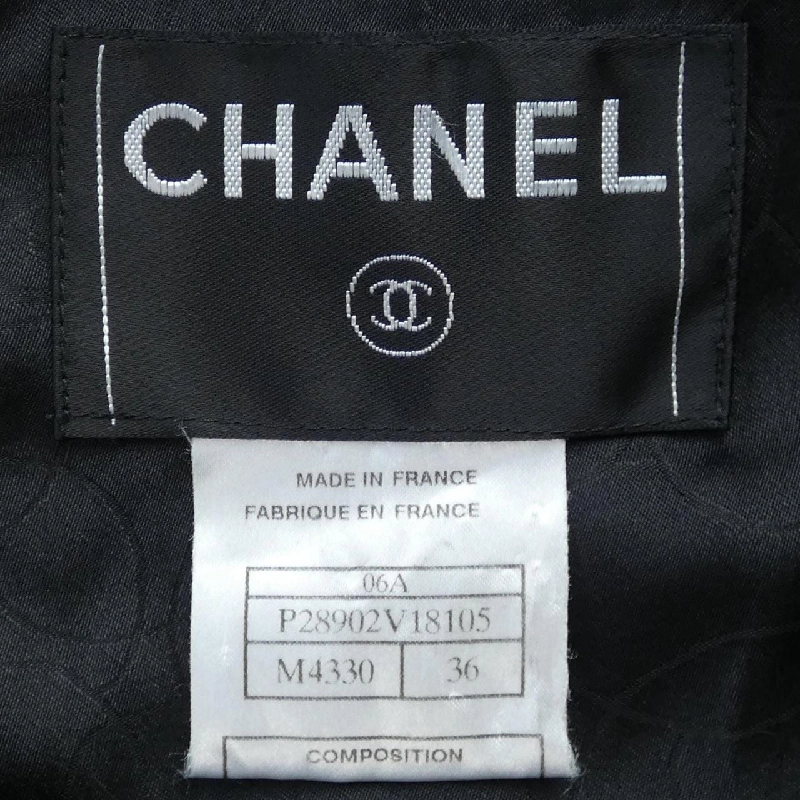 CHANEL
MADE IN FRANCE
FABRIQUE EN FRANCE
06A
P28902V18105
M4330 36
COMPOSITION